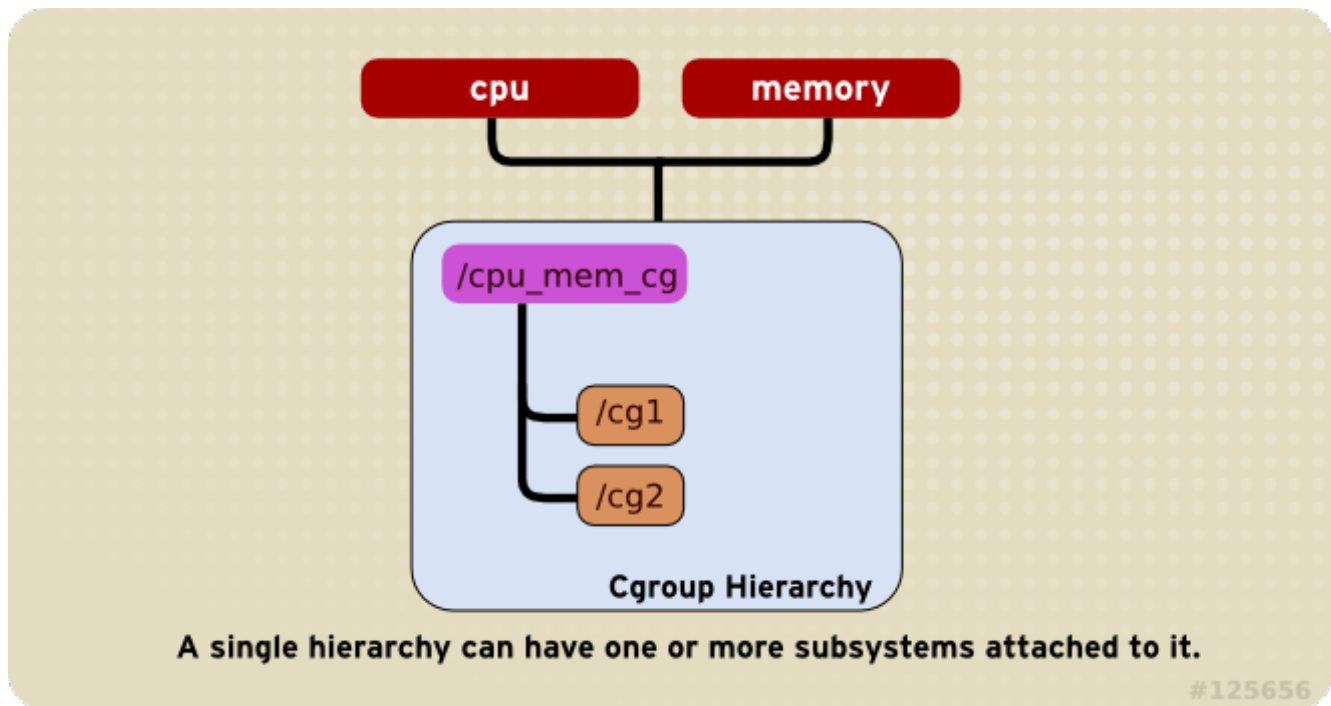 cpu
memory
/cpu_mem_cg
/cg1
/cg2
Cgroup Hierarchy
A single hierarchy can have one or more subsystems attached to it.
#125656